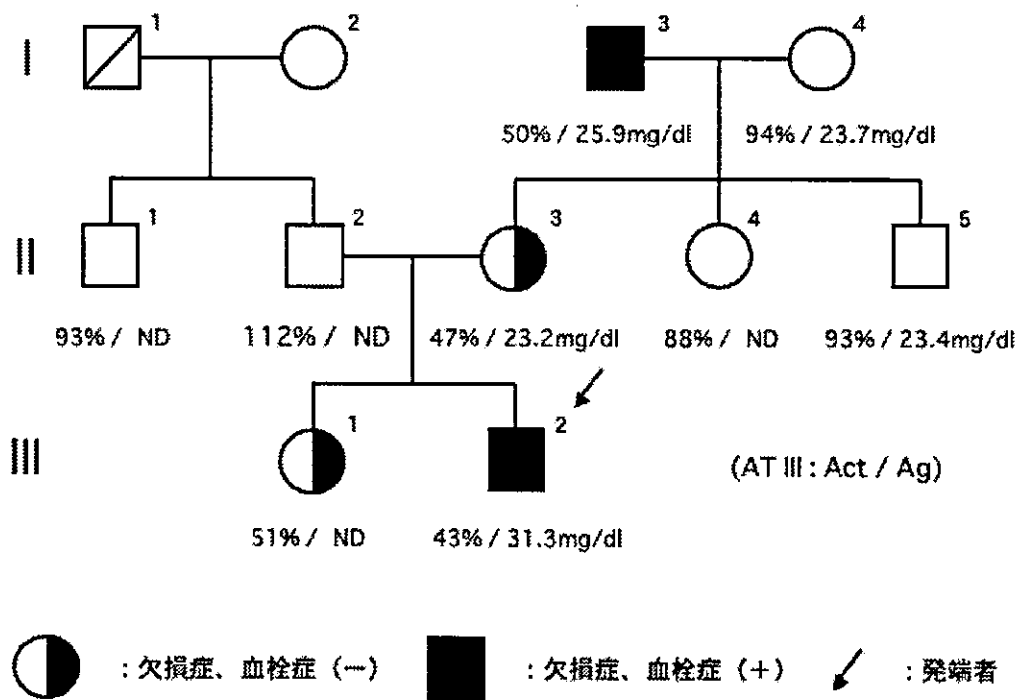 1 2 3 4
I
50% / 25.9mg/dl 94% / 23.7mg/dl
1 2 3 4 5
II
93% / ND 112% / ND 47% / 23.2mg/dl 88% / ND 93% / 23.4mg/dl
1 2
III
(AT III : Act / Ag)
51% / ND 43% / 31.3mg/dl
: 欠損症、血栓症（－） : 欠損症、血栓症（＋） : 発端者